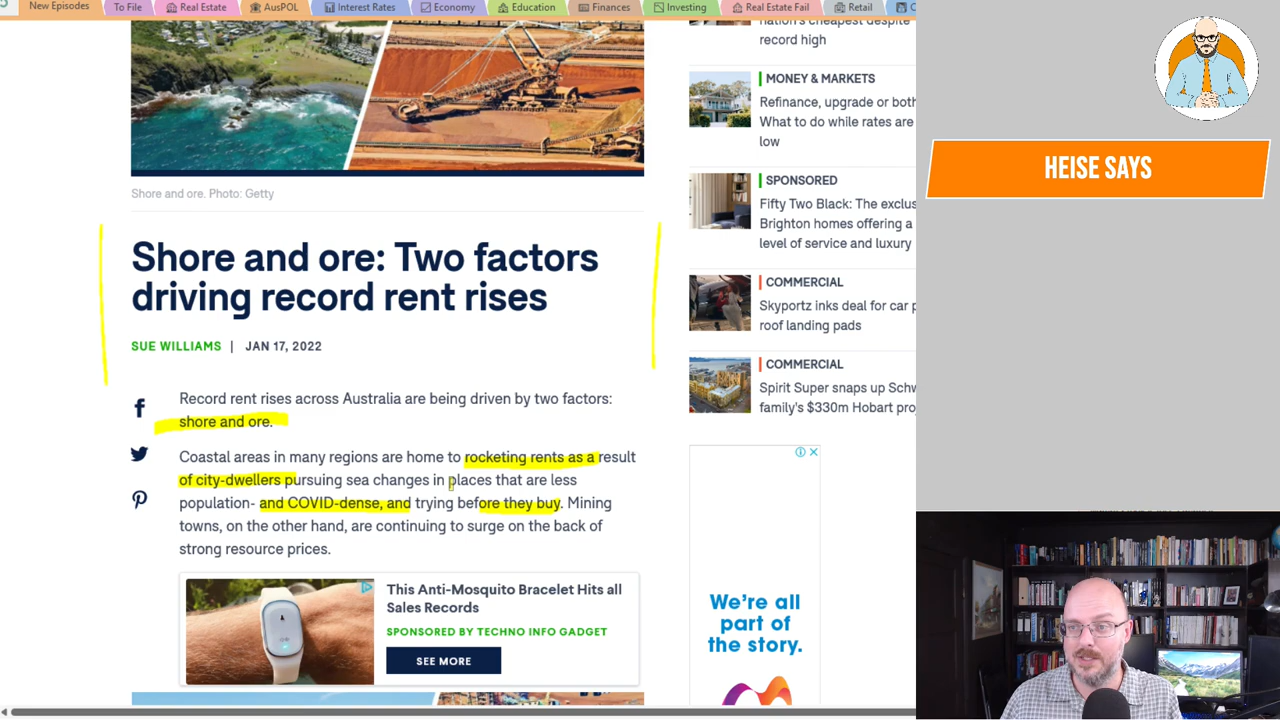 New Episodes
To File
Real Estate
AusPOL
Interest Rates
Economy
Education
Finances
Investing
Real Estate Fail
Retail
Shore and ore. Photo: Getty
Shore and ore: Two factors
driving record rent rises
SUE WILLIAMS | JAN 17, 2022
Record rent rises across Australia are being driven by two factors:
shore and ore.
Coastal areas in many regions are home to rocketing rents as a result
of city-dwellers pursuing sea changes in places that are less
population- and COVID-dense, and trying before they buy. Mining
towns, on the other hand, are continuing to surge on the back of
strong resource prices.
This Anti-Mosquito Bracelet Hits all
Sales Records
SPONSORED BY TECHNO INFO GADGET
SEE MORE
nation's cheapest despite
record high
MONEY & MARKETS
Refinance, upgrade or both
What to do while rates are
low
SPONSORED
Fifty Two Black: The exclus
Brighton homes offering a
level of service and luxury
COMMERCIAL
Skyportz inks deal for car p
roof landing pads
COMMERCIAL
Spirit Super snaps up Schw
family's $330m Hobart proj
We're all
part of
the story.
HEISE SAYS